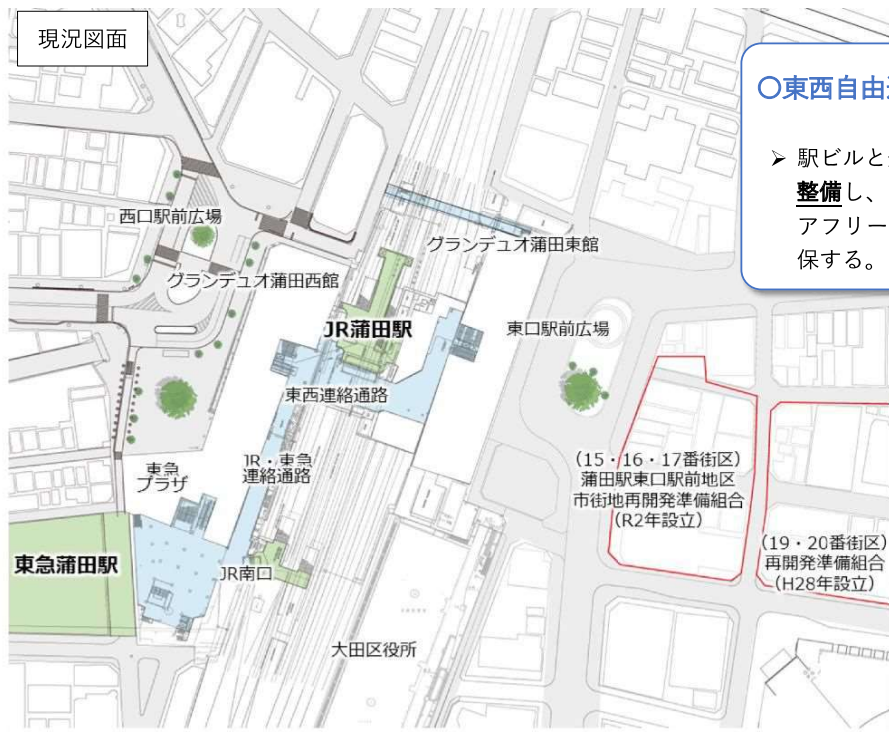 現況図面
〇東西自由
➢ 駅ビルと
整備し、
アフリー
保する。
西口駅前広場
グランデュオ蒲田東館
グランデュオ蒲田西館
JR蒲田駅
東口駅前広場
東西連絡通路
JR・東急
連絡通路
東急
プラザ
(15・16・17番街区)
蒲田駅東口駅前地区
市街地再開発準備組合
(R2年設立)
(19・20番街区)
再開発準備組合
(H28年設立)
東急蒲田駅
JR南口
大田区役所